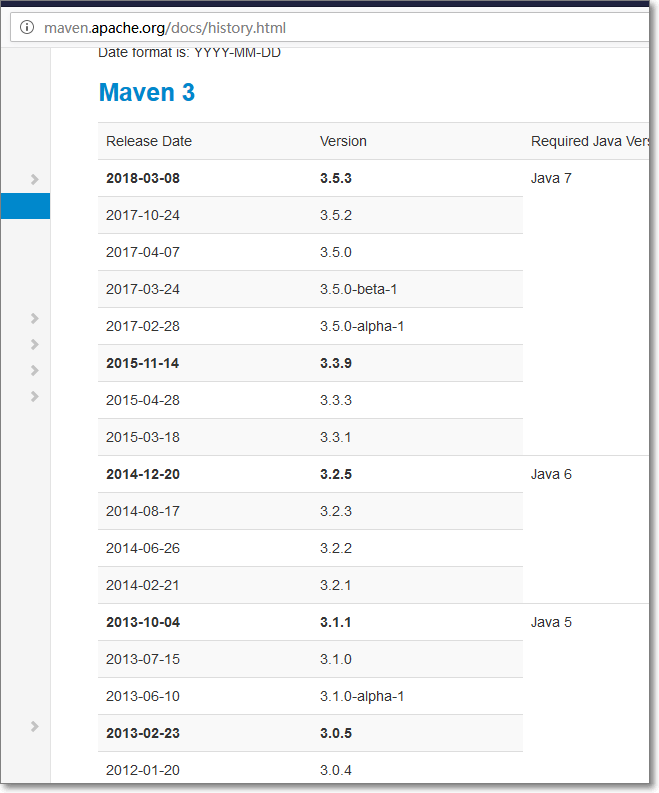 maven.apache.org/docs/history.html
Date format is: YYYY-MM-DD
Maven 3
Release Date Version Required Java Vers
2018-03-08 3.5.3 Java 7
2017-10-24 3.5.2
2017-04-07 3.5.0
2017-03-24 3.5.0-beta-1
2017-02-28 3.5.0-alpha-1
2015-11-14 3.3.9
2015-04-28 3.3.3
2015-03-18 3.3.1
2014-12-20 3.2.5 Java 6
2014-08-17 3.2.3
2014-06-26 3.2.2
2014-02-21 3.2.1
2013-10-04 3.1.1 Java 5
2013-07-15 3.1.0
2013-06-10 3.1.0-alpha-1
2013-02-23 3.0.5
2012-01-20 3.0.4